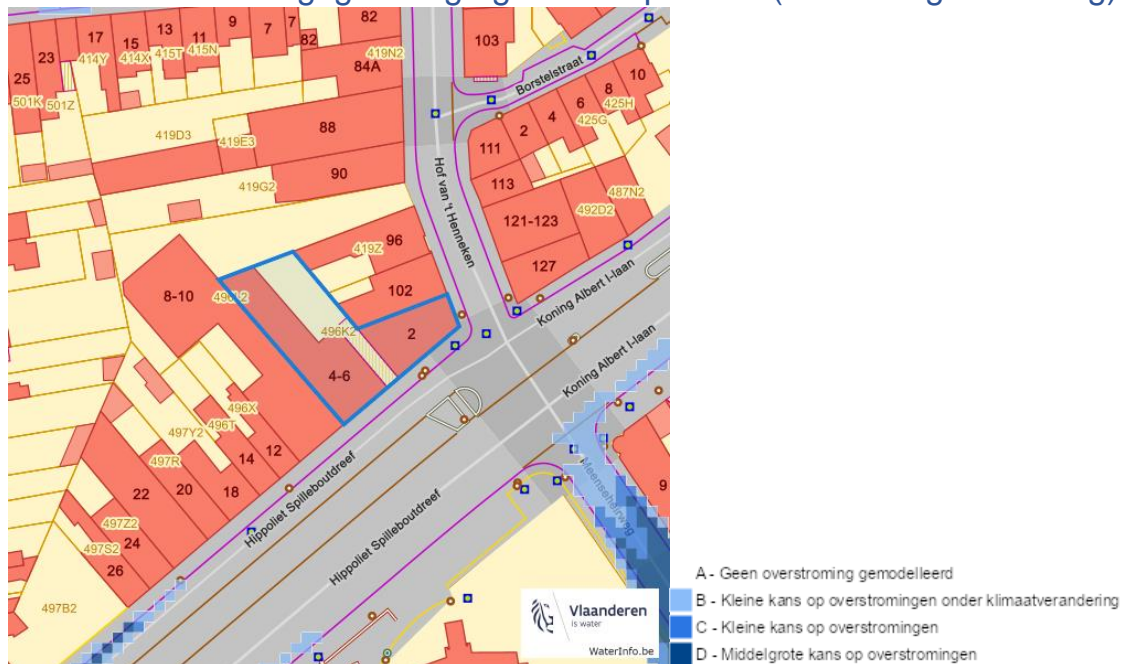 82
9
7
7
13
11
17
15
82
103
23
414Y
414X
415T
415N
419N2
84A
10
25
Borstelstraat
8
501K
501Z
6
425H
4
2
425G
419D3
88
419E3
111
90
Hof van 't Henneken
113
419G2
487N2
492D2
121-123
96
419Z
127
8-10
102
Koning Albert I-laan
496K2
2
Koning Albert I-laan
4-6
496X
496T
497Y2
12
14
497R
9
Meenseheirweg
20
18
22
Hippoliet Spilleboutdreef
497Z2
24
497S2
26
Hippoliet Spilleboutdreef
497B2
Vlaanderen
is water
WaterInfo.be
A - Geen overstroming gemodelleerd
B - Kleine kans op overstromingen onder klimaatverandering
C - Kleine kans op overstromingen
D - Middelgrote kans op overstromingen